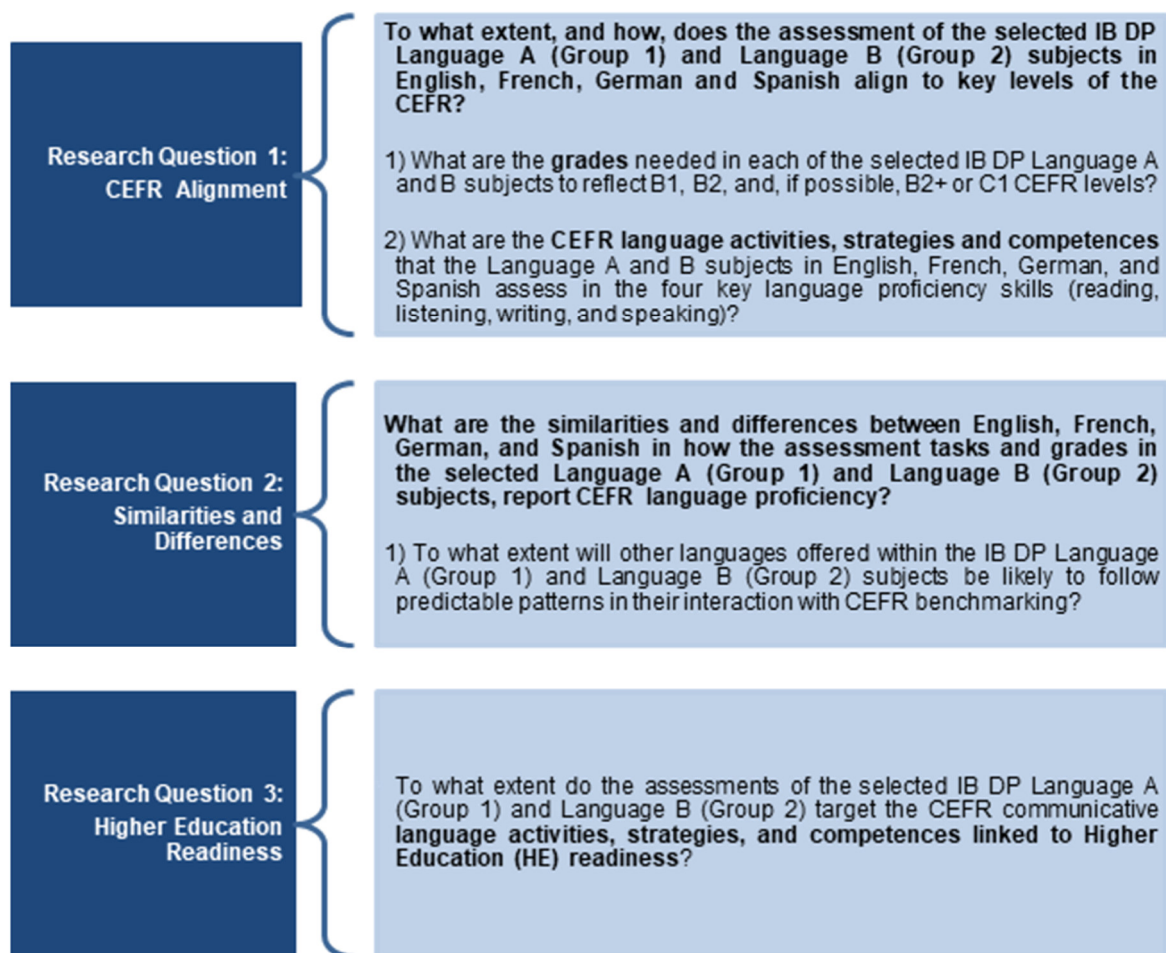 Research Question 1:
CEFR Alignment
To what extent, and how, does the assessment of the selected IB DP
Language A (Group 1) and Language B (Group 2) subjects in
English, French, German and Spanish align to key levels of the
CEFR?
1) What are the grades needed in each of the selected IB DP Language A
and B subjects to reflect B1, B2, and, if possible, B2+ or C1 CEFR levels?
2) What are the CEFR language activities, strategies and competences
that the Language A and B subjects in English, French, German, and
Spanish assess in the four key language proficiency skills (reading,
listening, writing, and speaking)?
Research Question 2:
Similarities and
Differences
What are the similarities and differences between English, French,
German, and Spanish in how the assessment tasks and grades in
the selected Language A (Group 1) and Language B (Group 2)
subjects, report CEFR language proficiency?
1) To what extent will other languages offered within the IB DP Language
A (Group 1) and Language B (Group 2) subjects be likely to follow
predictable patterns in their interaction with CEFR benchmarking?
Research Question 3:
Higher Education
Readiness
To what extent do the assessments of the selected IB DP Language A
(Group 1) and Language B (Group 2) target the CEFR communicative
language activities, strategies, and competences linked to Higher
Education (HE) readiness?